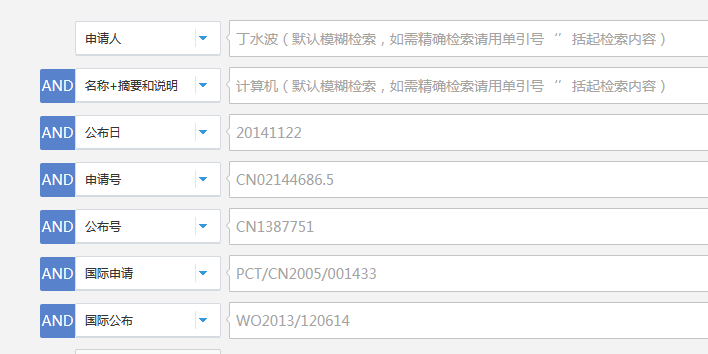 申请人 丁水波（默认模糊检索，如需精确检索请用单引号 ‘’ 括起检索内容）
AND 名称+摘要和说明 计算机（默认模糊检索，如需精确检索请用单引号 ‘’ 括起检索内容）
AND 公布日 20141122
AND 申请号 CN02144686.5
AND 公布号 CN1387751
AND 国际申请 PCT/CN2005/001433
AND 国际公布 WO2013/120614